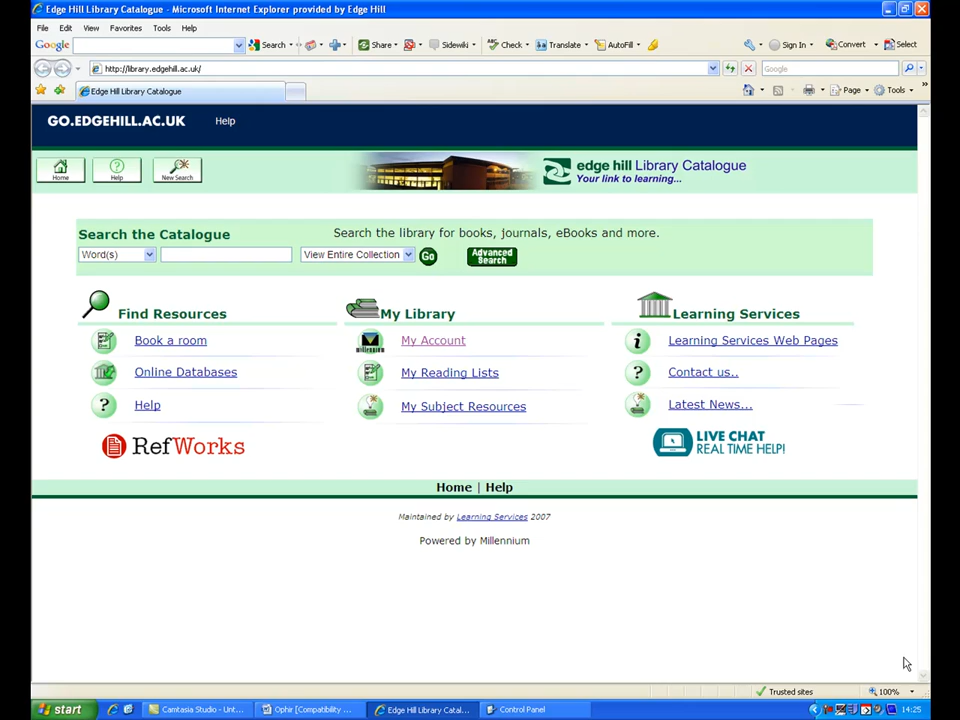 Edge Hill Library Catalogue - Microsoft Internet Explorer provided by Edge Hill
File Edit View Favorites Tools Help
Google Search Share Sidewiki Check Translate AutoFill Sign In Convert Select
http://library.edgehill.ac.uk/ Google
Edge Hill Library Catalogue Page Tools
GO.EDGEHILL.AC.UK Help
Home Help New Search
edge hill Library Catalogue
Your link to learning...
Search the Catalogue Search the library for books, journals, eBooks and more.
Word(s) View Entire Collection Go Advanced Search
Find Resources My Library Learning Services
Book a room My Account Learning Services Web Pages
Online Databases My Reading Lists Contact us..
Help My Subject Resources Latest News...
RefWorks LIVE CHAT
REAL TIME HELP!
Home | Help
Maintained by Learning Services 2007
Powered by Millennium
Trusted sites 100%
start Camtasia Studio - Unt... Ophir [Compatibility ... Edge Hill Library Catal... Control Panel 14:25